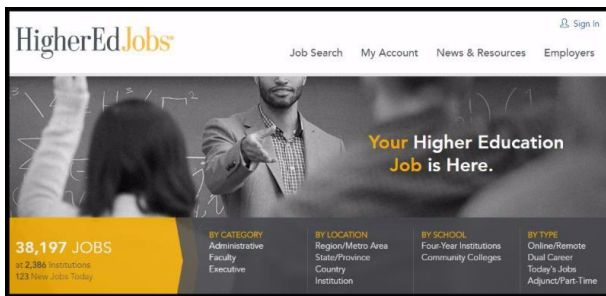 Sign In
HigherEdJobs
Job Search My Account News & Resources Employers
Your Higher Education
Job is Here.
38,197 JOBS
at 2,386 Institutions
123 New Jobs Today
BY CATEGORY
Administrative
Faculty
Executive
BY LOCATION
Region/Metro Area
State/Province
Country
Institution
BY SCHOOL
Four-Year Institutions
Community Colleges
BY TYPE
Online/Remote
Dual Career
Today's Jobs
Adjunct/Part-Time